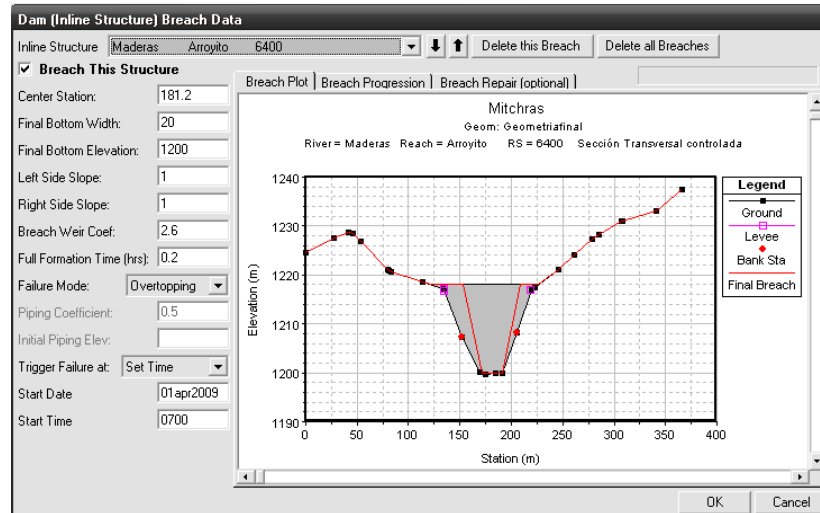 Dam (Inline Structure) Breach Data
Inline Structure Maderas Arroyito 6400 Delete this Breach Delete all Breaches
Breach This Structure
Center Station: 181.2
Final Bottom Width: 20
Final Bottom Elevation: 1200
Left Side Slope: 1
Right Side Slope: 1
Breach Weir Coef: 2.6
Full Formation Time (hrs): 0.2
Failure Mode: Overtopping
Piping Coefficient: 0.5
Initial Piping Elev:
Trigger Failure at: Set Time
Start Date 01apr2009
Start Time 0700
Breach Plot Breach Progression Breach Repair (optional)
Mitchras
Geom: Geometriafinal
River = Maderas Reach = Arroyito RS = 6400 Sección Transversal controlada
Elevation (m)
1240
1230
1220
1210
1200
1190
0 50 100 150 200 250 300 350 400
Station (m)
Legend
Ground
Levee
Bank Sta
Final Breach
OK Cancel